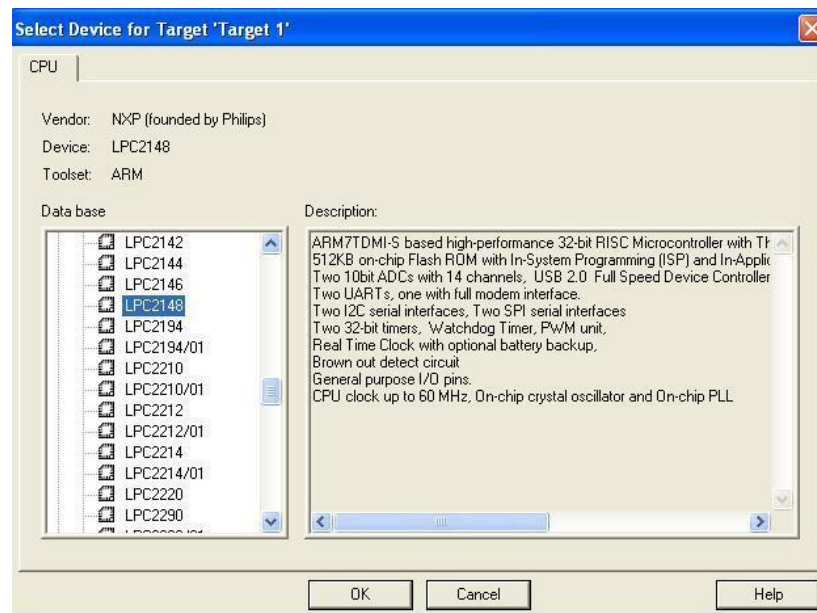 Select Device for Target 'Target 1'
CPU
Vendor: NXP (founded by Philips)
Device: LPC2148
Toolset: ARM
Data base
LPC2142
LPC2144
LPC2146
LPC2148
LPC2194
LPC2194/01
LPC2210
LPC2210/01
LPC2212
LPC2212/01
LPC2214
LPC2214/01
LPC2220
LPC2290
Description:
ARM7TDMI-S based high-performance 32-bit RISC Microcontroller with
512KB on-chip Flash ROM with In-System Programming (ISP) and
Two 10bit ADCs with 14 channels, USB 2.0 Full Speed Device Controller
Two UARTs, one with full modem interface.
Two I2C serial interfaces, Two SPI serial interfaces
Two 32-bit timers, Watchdog Timer, PWM unit,
Real Time Clock with optional battery backup,
Brown out detect circuit
General purpose I/O pins.
CPU clock up to 60 MHz, On-chip crystal oscillator and On-chip PLL
OK
Cancel
Help